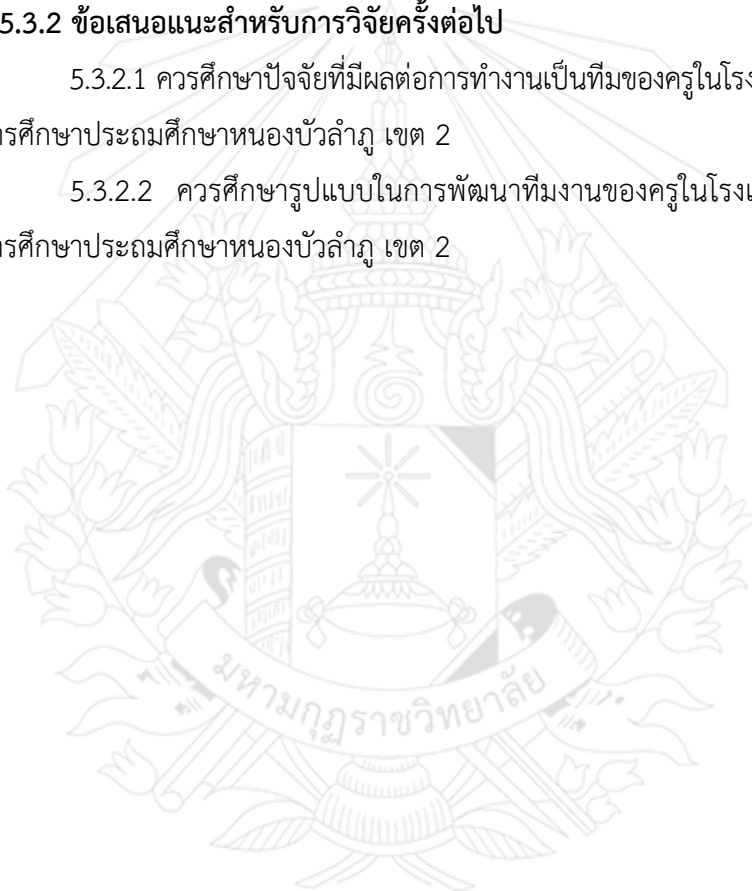 5.3.2 ข้อเสนอแนะสำหรับการวิจัยครั้งต่อไป
5.3.2.1 ควรศึกษาปัจจัยที่มีผลต่อการทำงานเป็นทีมของครูในโรง
ารศึกษาประถมศึกษาหนองบัวลำภู เขต 2
5.3.2.2 ควรศึกษารูปแบบในการพัฒนาทีมงานของครูในโรงเ
ารศึกษาประถมศึกษาหนองบัวลำภู เขต 2
มหามกุฏราชวิทยาลัย